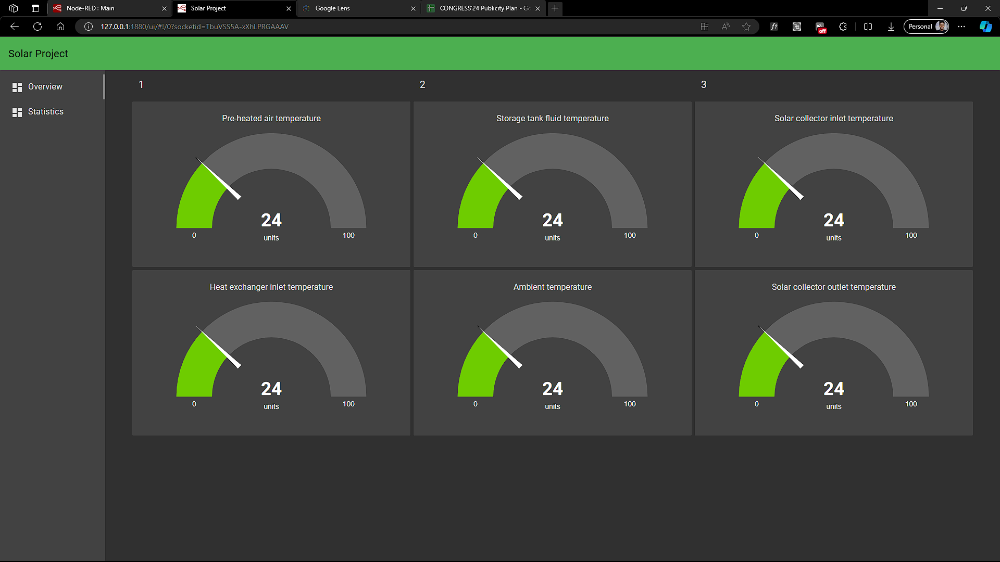 Node-RED : Main
Solar Project
Google Lens
CONGRESS'24 Publicity Plan - Go
127.0.0.1:1880/ui/#!/0?socketid=TbuVSS5A-xXhLPRGAAAV
off
Personal
Solar Project
Overview
Statistics
1
2
3
Pre-heated air temperature
24
units
0
100
Storage tank fluid temperature
24
units
0
100
Solar collector inlet temperature
24
units
0
100
Heat exchanger inlet temperature
24
units
0
100
Ambient temperature
24
units
0
100
Solar collector outlet temperature
24
units
0
100